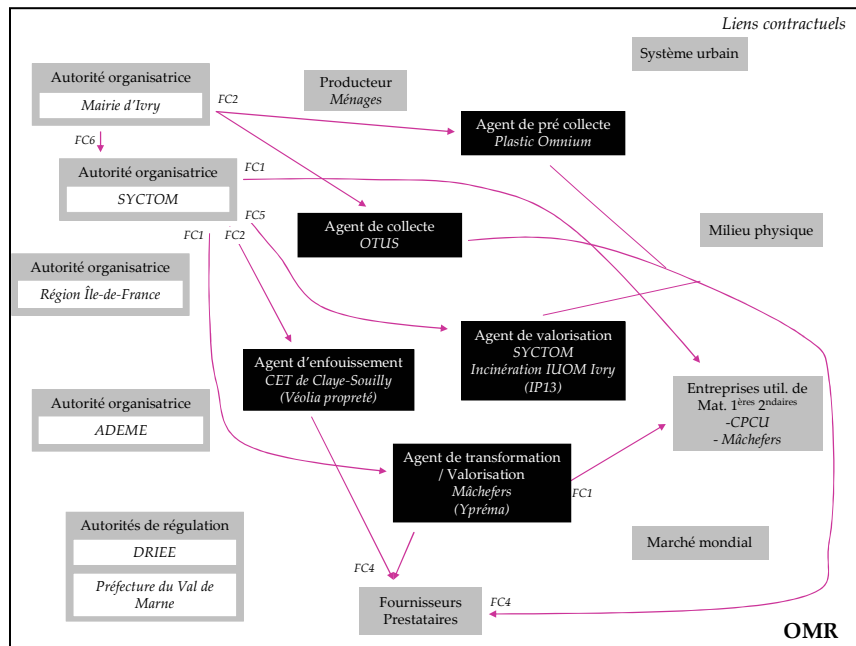 Liens contractuels
Système urbain
Autorité organisatrice
Mairie d'Ivry
FC2
Producteur
Ménages
Agent de pré collecte
Plastic Omnium
FC6
Autorité organisatrice
SYCTOM
FC1
FC5
FC1
FC2
Agent de collecte
OTUS
Milieu physique
Autorité organisatrice
Région Île-de-France
Agent d'enfouissement
CET de Claye-Souilly
(Véolia propreté)
Agent de valorisation
SYCTOM
Incinération IUOM Ivry
(IP13)
Entreprises util. de
Mat. 1ères 2ndaires
-CPCU
- Mâchefers
Autorité organisatrice
ADEME
Agent de transformation
/ Valorisation
Mâchefers
(Ypréma)
FC1
Autorités de régulation
DRIEE
Préfecture du Val de
Marne
Marché mondial
FC4
Fournisseurs
Prestataires
FC4
OMR